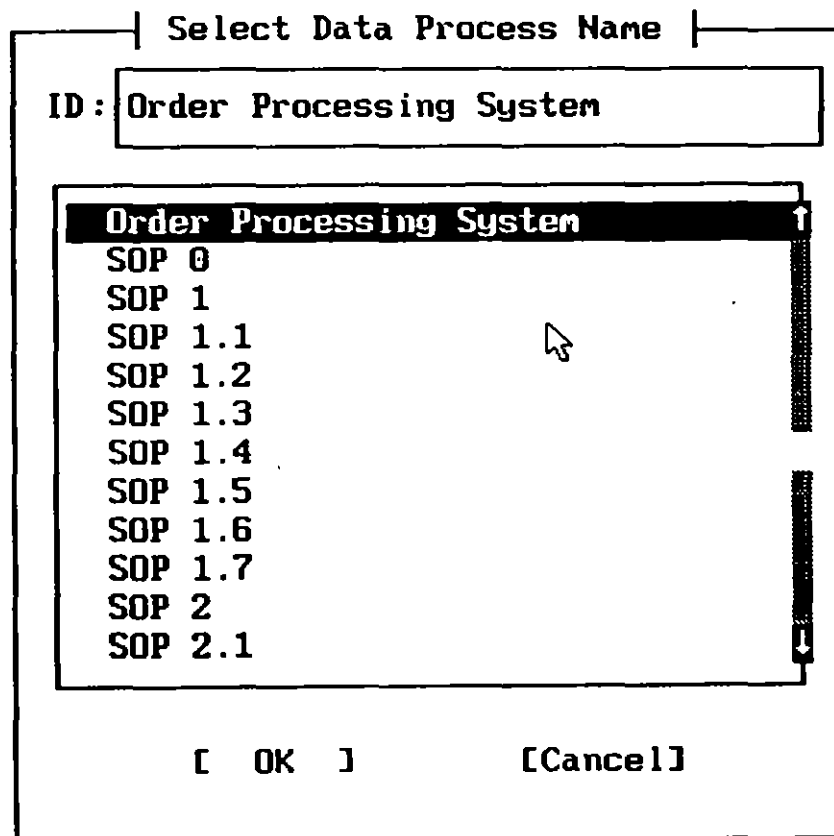 Select Data Process Name
ID: Order Processing System
Order Processing System
SOP 0
SOP 1
SOP 1.1
SOP 1.2
SOP 1.3
SOP 1.4
SOP 1.5
SOP 1.6
SOP 1.7
SOP 2
SOP 2.1
[ OK ] [Cancel]